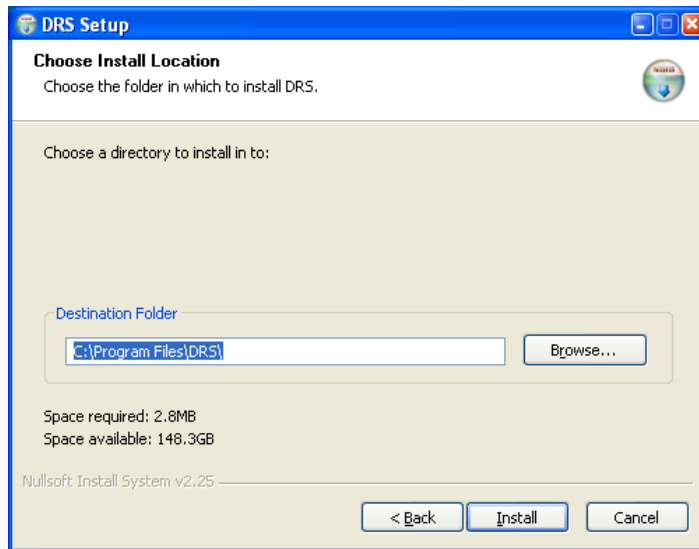 DRS Setup
Choose Install Location
Choose the folder in which to install DRS.
Choose a directory to install in to:
Destination Folder
C:\Program Files\DRS\
Browse...
Space required: 2.8MB
Space available: 148.3GB
Nullsoft Install System v2.25
< Back
Install
Cancel